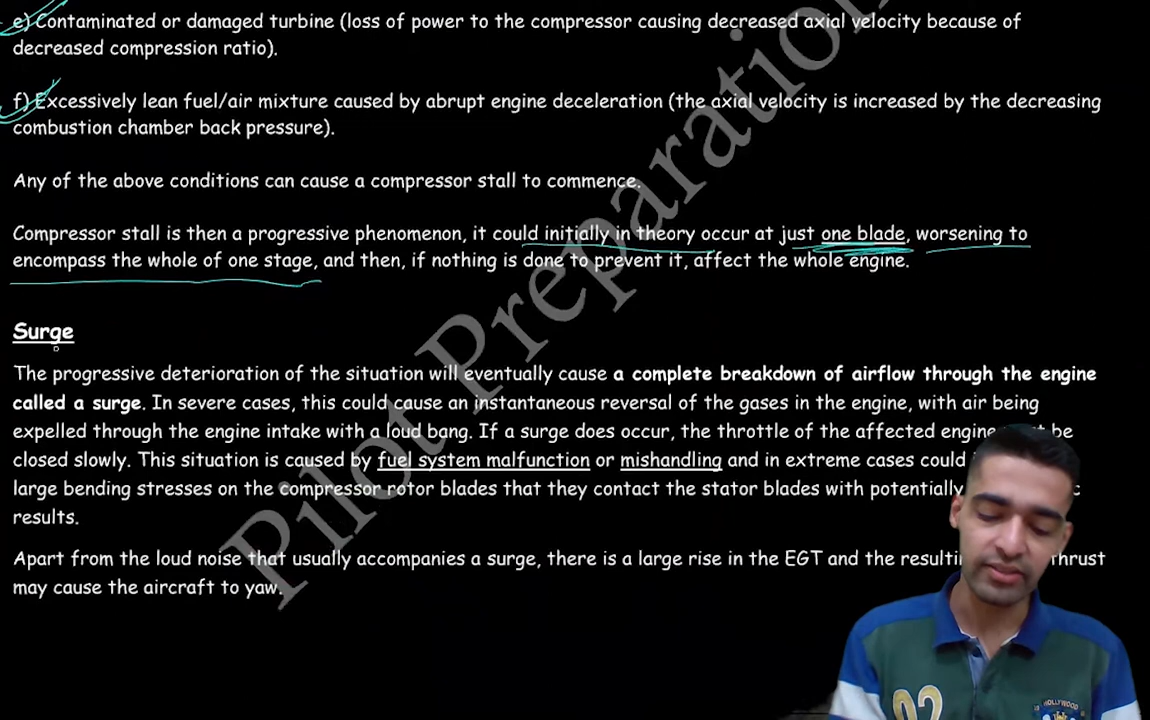 e) Contaminated or damaged turbine (loss of power to the compressor causing decreased axial velocity because of
decreased compression ratio).
f) Excessively lean fuel/air mixture caused by abrupt engine deceleration (the axial velocity is increased by the decreasing
combustion chamber back pressure).
Any of the above conditions can cause a compressor stall to commence.
Compressor stall is then a progressive phenomenon, it could initially in theory occur at just one blade, worsening to
encompass the whole of one stage, and then, if nothing is done to prevent it, affect the whole engine.
Surge
The progressive deterioration of the situation will eventually cause a complete breakdown of airflow through the engine
called a surge. In severe cases, this could cause an instantaneous reversal of the gases in the engine, with air being
expelled through the engine intake with a loud bang. If a surge does occur, the throttle of the affected engine be
closed slowly. This situation is caused by fuel system malfunction or mishandling and in extreme cases could
large bending stresses on the compressor rotor blades that they contact the stator blades with potentially
results.
Apart from the loud noise that usually accompanies a surge, there is a large rise in the EGT and the thrust
may cause the aircraft to yaw.
Pilot Preparation
02
HOLLYWOOD